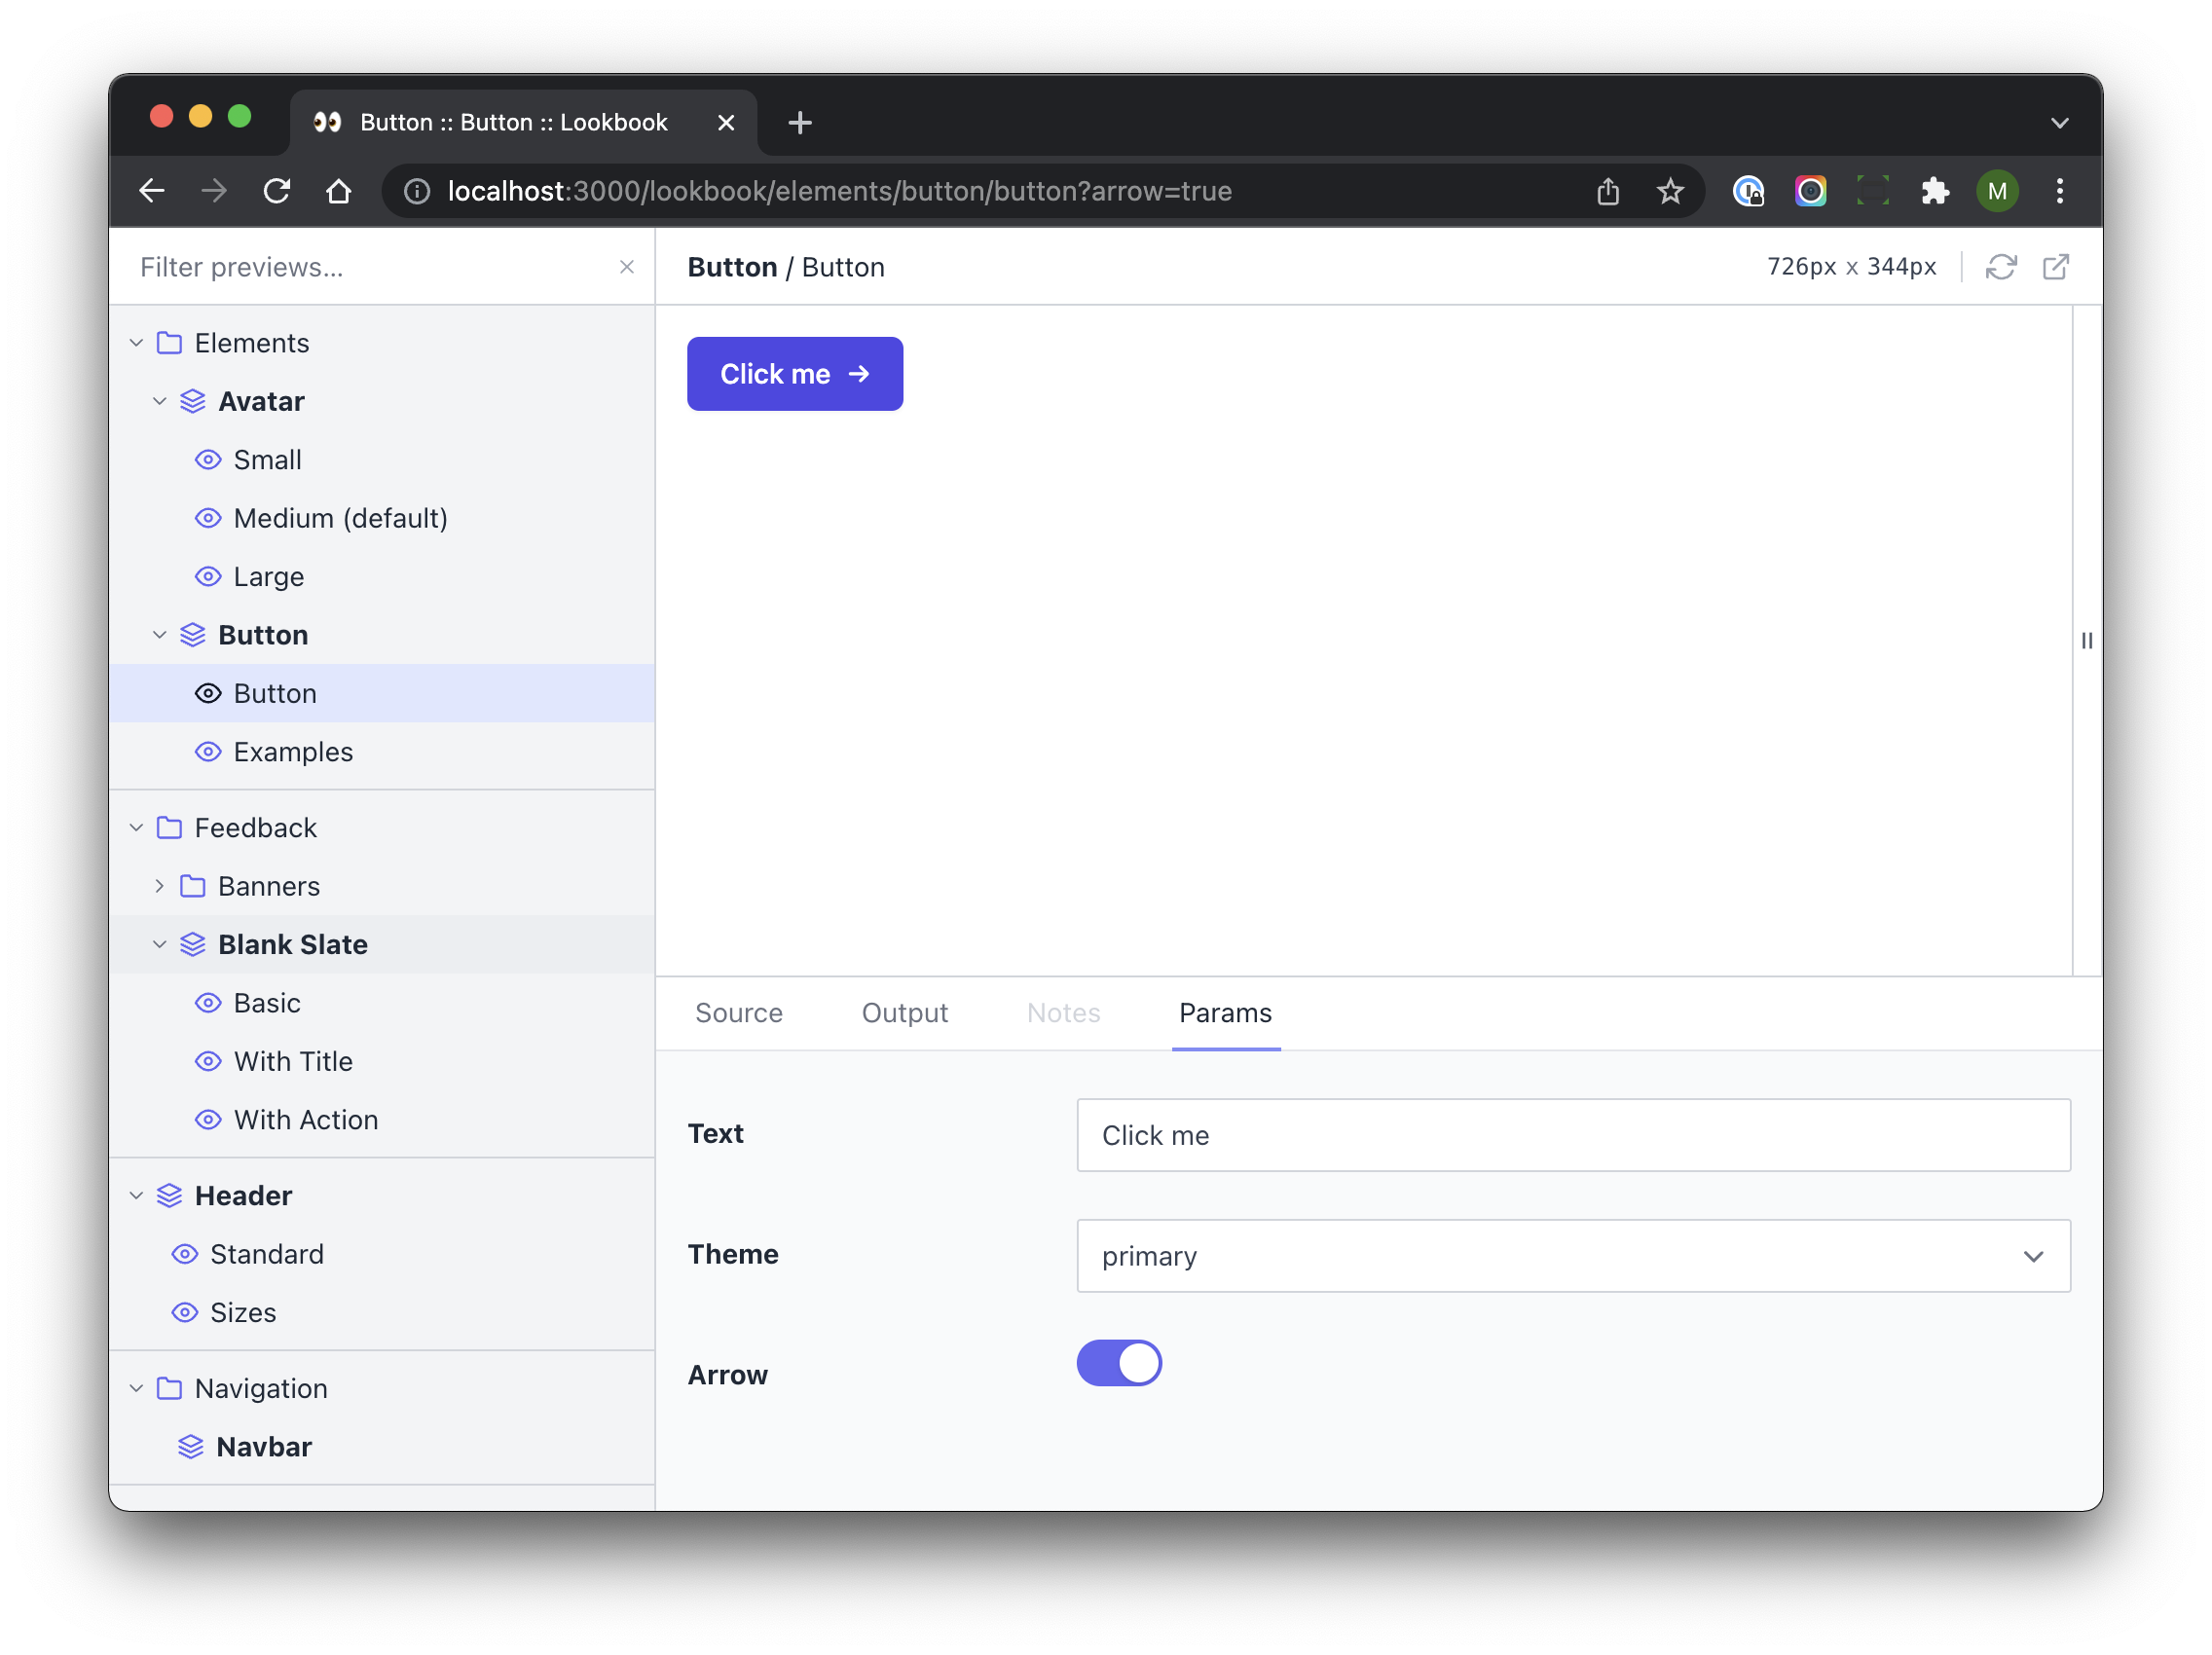 Button :: Button :: Lookbook
localhost:3000/lookbook/elements/button/button?arrow=true
M
Filter previews...
Button / Button
726px x 344px
Elements
Avatar
Small
Medium (default)
Large
Button
Button
Examples
Feedback
Banners
Blank Slate
Basic
With Title
With Action
Header
Standard
Sizes
Navigation
Navbar
Click me →
Source Output Notes Params
Text
Click me
Theme
primary
Arrow